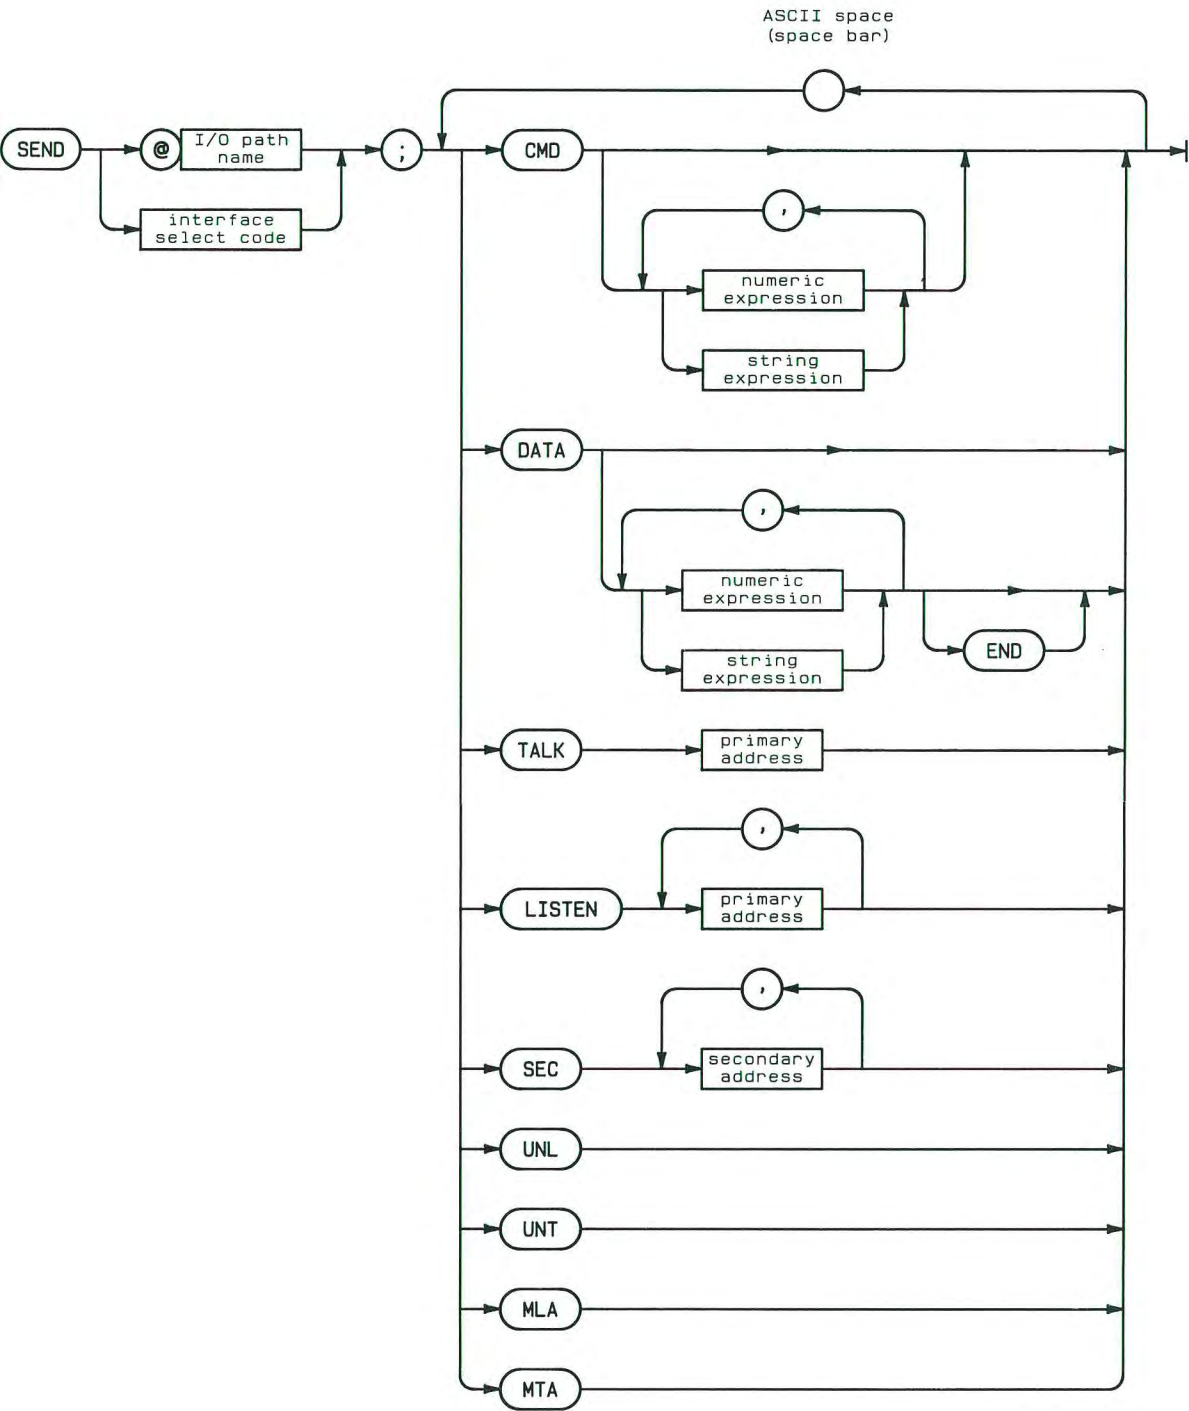 ASCII space
(space bar)
SEND
@
I/O path
name
;
CMD
interface
select code
,
numeric
expression
string
expression
DATA
,
numeric
expression
END
string
expression
TALK
primary
address
,
LISTEN
primary
address
,
SEC
secondary
address
UNL
UNT
MLA
MTA